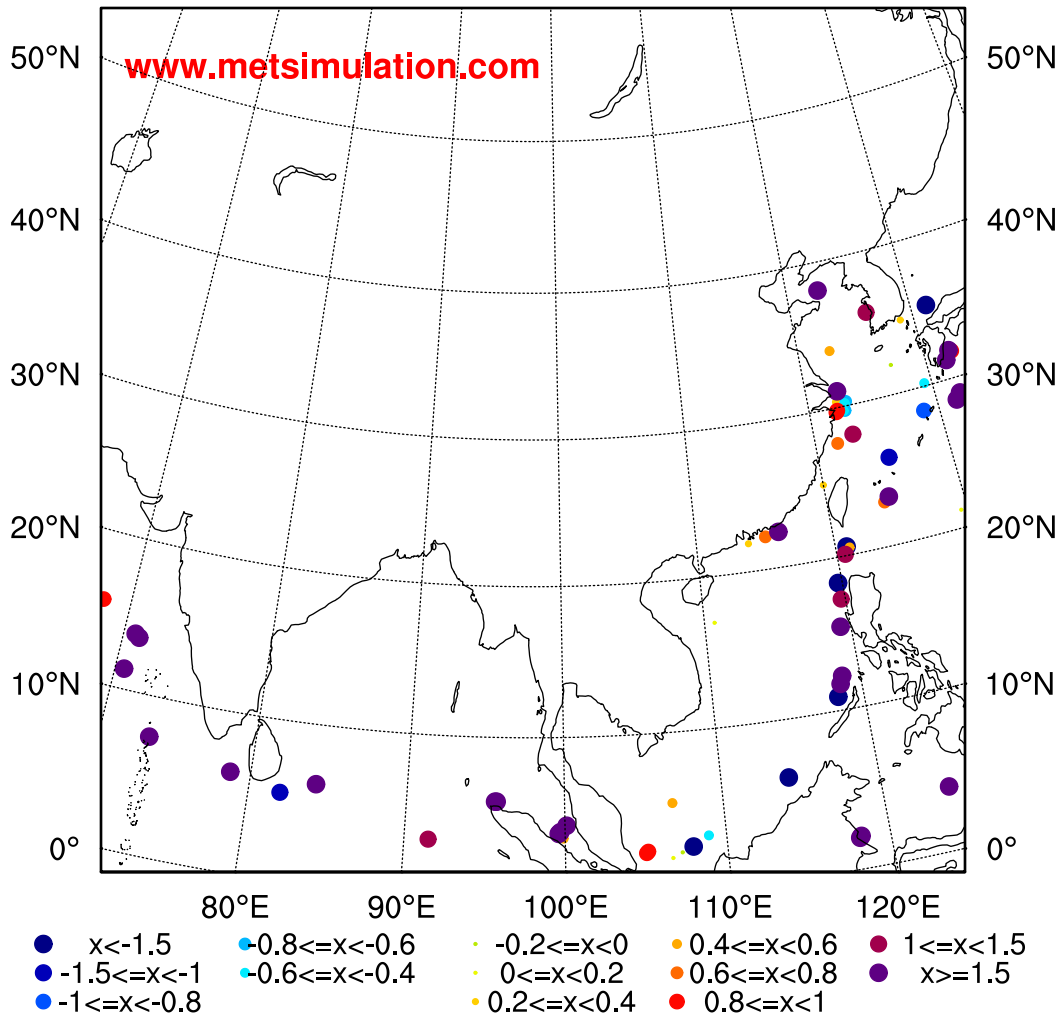 www.metsimulation.com
50°N 50°N
40°N 40°N
30°N 30°N
20°N 20°N
10°N 10°N
0° 0°
80°E 90°E 100°E 110°E 120°E
x<-1.5 -0.8<=x<-0.6 -0.2<=x<0 0.4<=x<0.6 1<=x<1.5
-1.5<=x<-1 -0.6<=x<-0.4 0<=x<0.2 0.6<=x<0.8 x>=1.5
-1<=x<-0.8 0.2<=x<0.4 0.8<=x<1